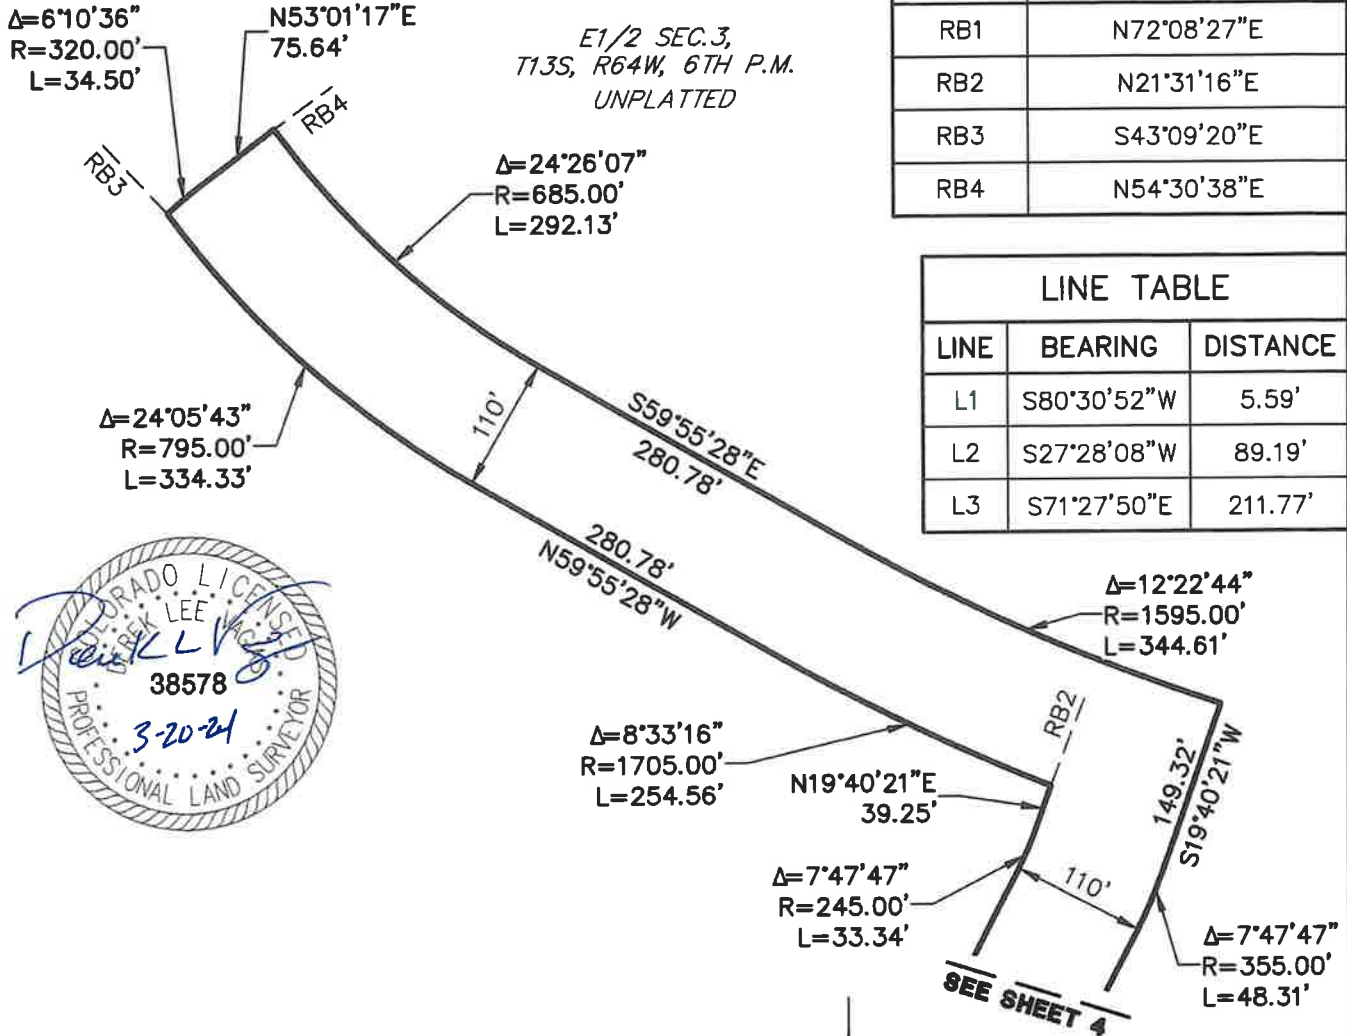 Δ=6°10'36"
R=320.00'
L=34.50'
N53°01'17"E
75.64'
E1/2 SEC.3,
T13S, R64W, 6TH P.M.
UNPLATTED
RB1 N72°08'27"E
RB2 N21°31'16"E
RB3 S43°09'20"E
RB4 N54°30'38"E
RB3
RB4
Δ=24°26'07"
R=685.00'
L=292.13'
LINE TABLE
LINE BEARING DISTANCE
L1 S80°30'52"W 5.59'
L2 S27°28'08"W 89.19'
L3 S71°27'50"E 211.77'
Δ=24°05'43"
R=795.00'
L=334.33'
110'
S59°55'28"E
280.78'
280.78'
N59°55'28"W
COLORADO LICENSED
DEREK LEE
38578
3-20-24
PROFESSIONAL LAND SURVEYOR
Δ=12°22'44"
R=1595.00'
L=344.61'
Δ=8°33'16"
R=1705.00'
L=254.56'
RB2
N19°40'21"E
39.25'
149.32'
S19°40'21"W
Δ=7°47'47"
R=245.00'
L=33.34'
110'
Δ=7°47'47"
R=355.00'
L=48.31'
SEE SHEET 4